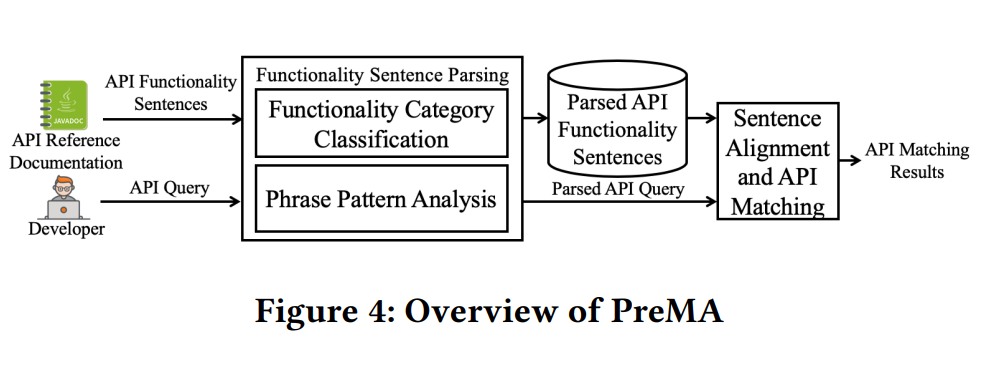 API Functionality
Sentences
JAVADOC
API Reference
Documentation
API Query
Developer
Functionality Sentence Parsing
Functionality Category
Classification
Phrase Pattern Analysis
Parsed API
Functionality
Sentences
Parsed API Query
Sentence
Alignment
and API
Matching
API Matching
Results
Figure 4: Overview of PreMA